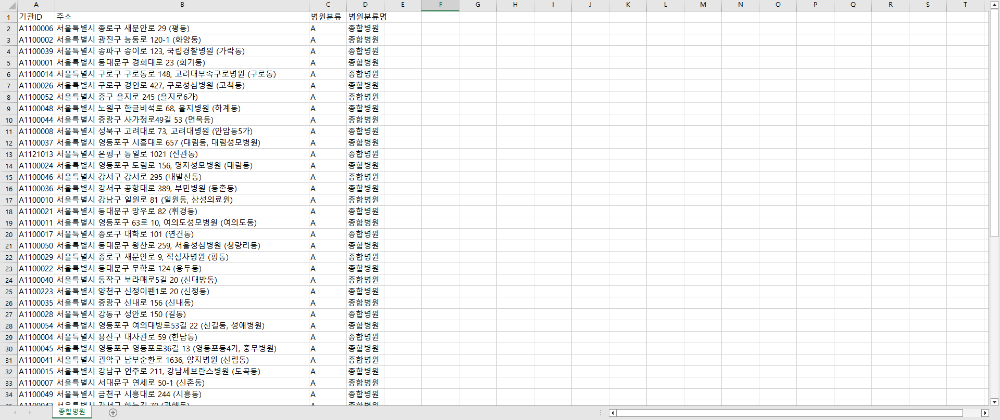 A B C D E F G H I J K L M N O P Q R S T
1 기관ID 주소 병원분류 병원분류명
2 A1100006 서울특별시 종로구 새문안로 29 (평동) A 종합병원
3 A1100002 서울특별시 광진구 능동로 120-1 (화양동) A 종합병원
4 A1100039 서울특별시 송파구 송이로 123, 국립경찰병원 (가락동) A 종합병원
5 A1100001 서울특별시 동대문구 경희대로 23 (회기동) A 종합병원
6 A1100014 서울특별시 구로구 구로동로 148, 고려대부속구로병원 (구로동) A 종합병원
7 A1100026 서울특별시 구로구 경인로 427, 구로성심병원 (고척동) A 종합병원
8 A1100052 서울특별시 중구 을지로 245 (을지로6가) A 종합병원
9 A1100048 서울특별시 노원구 한글비석로 68, 을지병원 (하계동) A 종합병원
10 A1100044 서울특별시 중랑구 사가정로49길 53 (면목동) A 종합병원
11 A1100008 서울특별시 성북구 고려대로 73, 고려대병원 (안암동5가) A 종합병원
12 A1100037 서울특별시 영등포구 시흥대로 657 (대림동, 대림성모병원) A 종합병원
13 A1121013 서울특별시 은평구 통일로 1021 (진관동) A 종합병원
14 A1100024 서울특별시 영등포구 도림로 156, 명지성모병원 (대림동) A 종합병원
15 A1100046 서울특별시 강서구 강서로 295 (내발산동) A 종합병원
16 A1100036 서울특별시 강서구 공항대로 389, 부민병원 (등촌동) A 종합병원
17 A1100010 서울특별시 강남구 일원로 81 (일원동, 삼성의료원) A 종합병원
18 A1100021 서울특별시 동대문구 망우로 82 (휘경동) A 종합병원
19 A1100011 서울특별시 영등포구 63로 10, 여의도성모병원 (여의도동) A 종합병원
20 A1100017 서울특별시 종로구 대학로 101 (연건동) A 종합병원
21 A1100050 서울특별시 동대문구 왕산로 259, 서울성심병원 (청량리동) A 종합병원
22 A1100029 서울특별시 종로구 새문안로 9, 적십자병원 (평동) A 종합병원
23 A1100022 서울특별시 동대문구 무학로 124 (용두동) A 종합병원
24 A1100040 서울특별시 동작구 보라매로5길 20 (신대방동) A 종합병원
25 A1100223 서울특별시 양천구 신정이펜1로 20 (신정동) A 종합병원
26 A1100035 서울특별시 중랑구 신내로 156 (신내동) A 종합병원
27 A1100028 서울특별시 강동구 성안로 150 (길동) A 종합병원
28 A1100054 서울특별시 영등포구 여의대방로53길 22 (신길동, 성애병원) A 종합병원
29 A1100004 서울특별시 용산구 대사관로 59 (한남동) A 종합병원
30 A1100045 서울특별시 영등포구 영등포로36길 13 (영등포동4가, 충무병원) A 종합병원
31 A1100041 서울특별시 관악구 남부순환로 1636, 양지병원 (신림동) A 종합병원
32 A1100015 서울특별시 강남구 언주로 211, 강남세브란스병원 (도곡동) A 종합병원
33 A1100007 서울특별시 서대문구 연세로 50-1 (신촌동) A 종합병원
34 A1100049 서울특별시 금천구 시흥대로 244 (시흥동) A 종합병원
종합병원